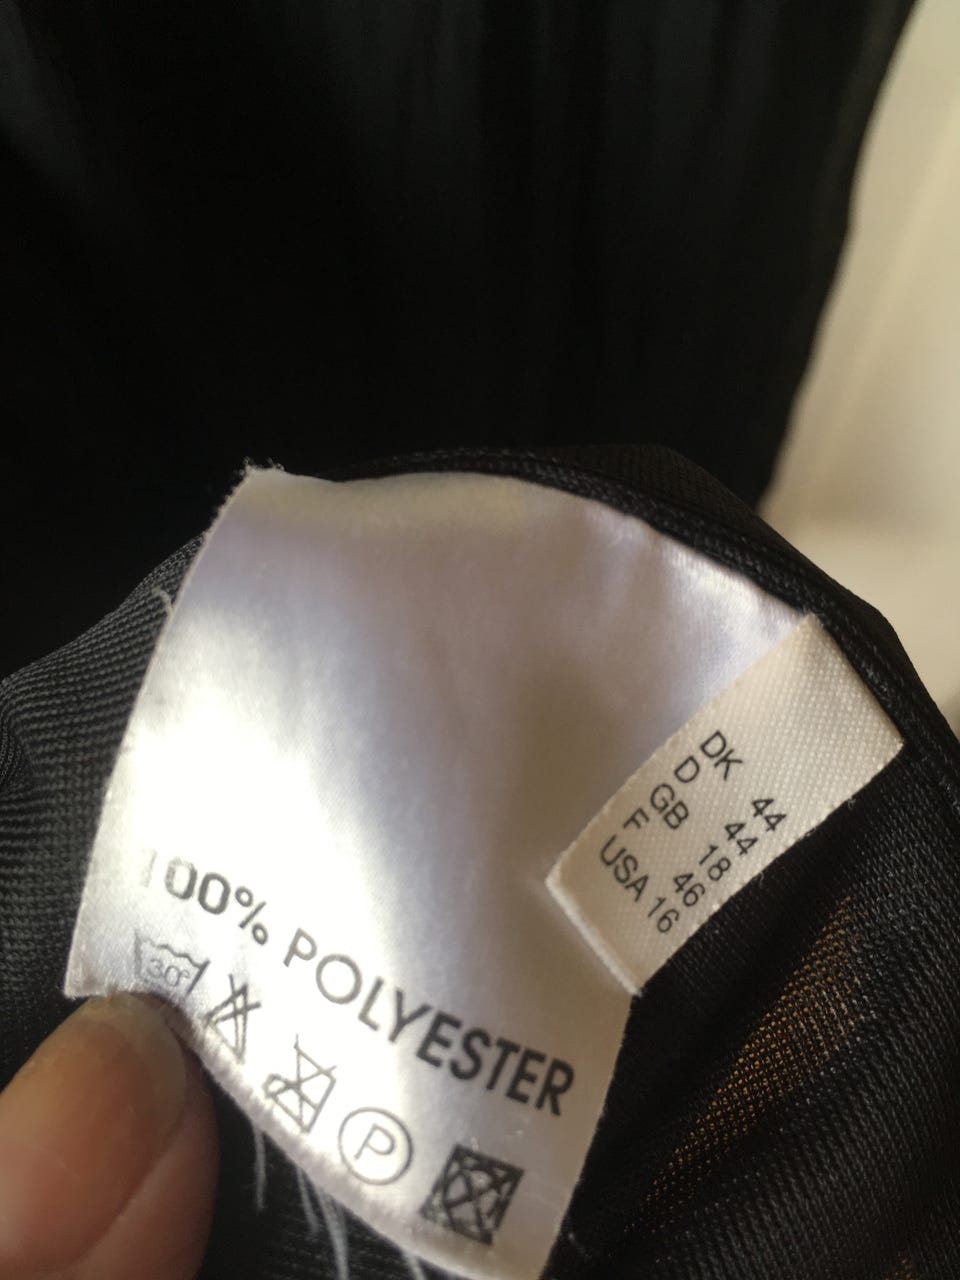 DK 44
D 44
GB 18
F 46
USA 16
100% POLYESTER
30°
P